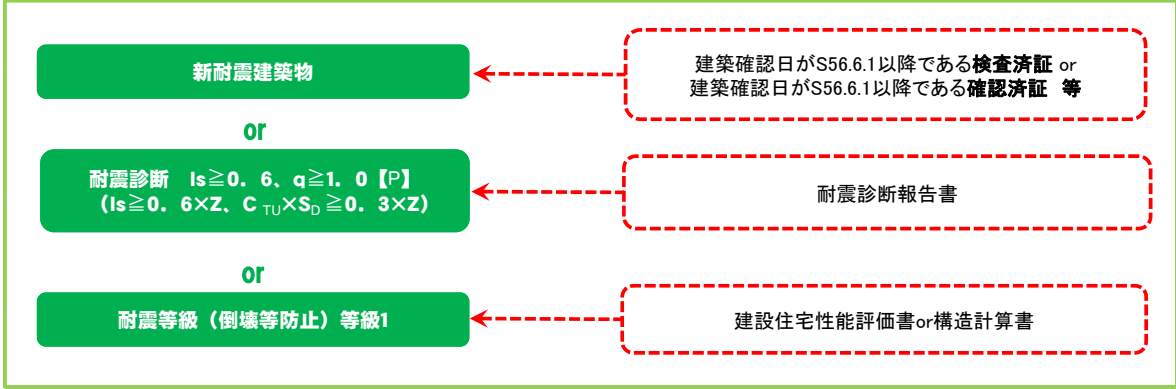 新耐震建築物
建築確認日がS56.6.1以降である検査済証 or
建築確認日がS56.6.1以降である確認済証　等
or
耐震診断　Is≧0．6、q≧1．0【P】
（Is≧0．6×Z、C TU×SD≧0．3×Z）
耐震診断報告書
or
耐震等級（倒壊等防止）等級1
建設住宅性能評価書or構造計算書